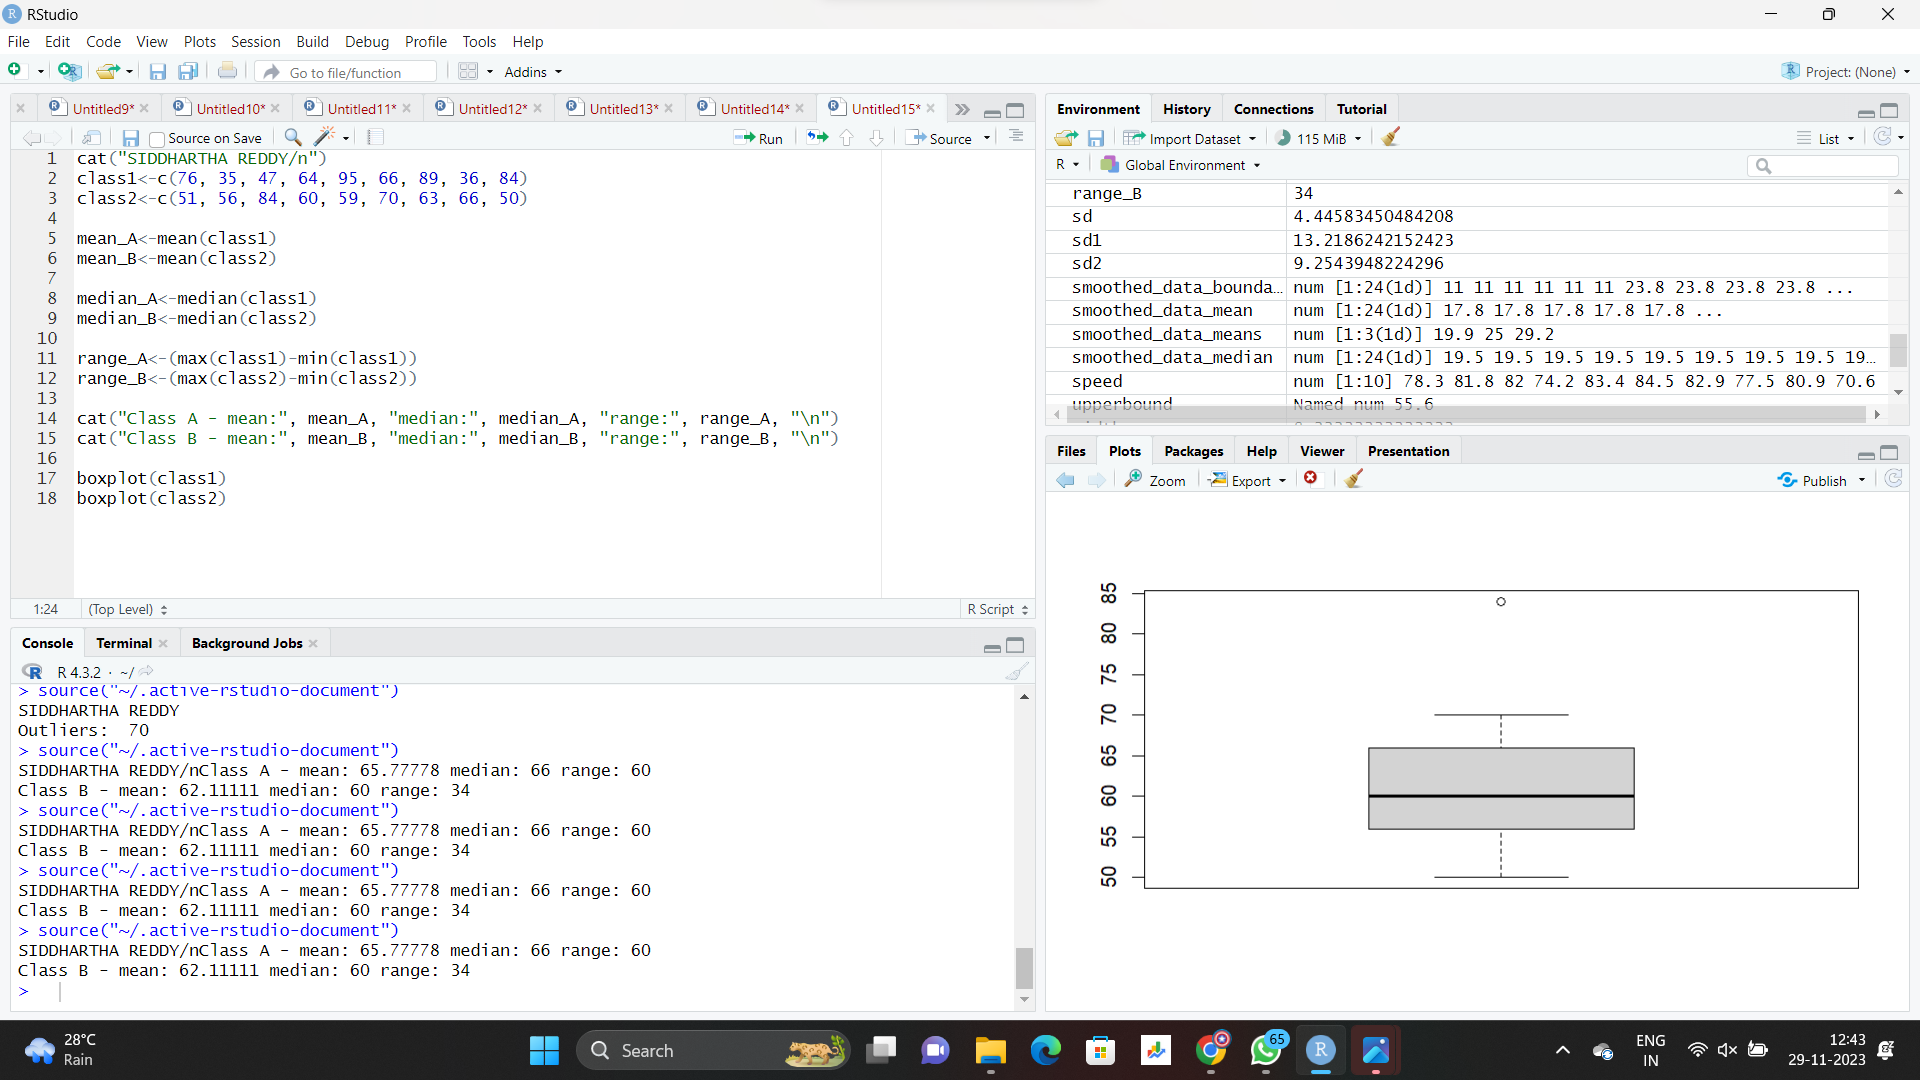 RStudio
File Edit Code View Plots Session Build Debug Profile Tools Help
Go to file/function Addins Project: (None)
Untitled9* Untitled10* Untitled11* Untitled12* Untitled13* Untitled14* Untitled15*
Source on Save Run Source
1 cat("SIDDHARTHA REDDY/n")
2 class1<-c(76, 35, 47, 64, 95, 66, 89, 36, 84)
3 class2<-c(51, 56, 84, 60, 59, 70, 63, 66, 50)
4
5 mean_A<-mean(class1)
6 mean_B<-mean(class2)
7
8 median_A<-median(class1)
9 median_B<-median(class2)
10
11 range_A<-(max(class1)-min(class1))
12 range_B<-(max(class2)-min(class2))
13
14 cat("Class A - mean:", mean_A, "median:", median_A, "range:", range_A, "\n")
15 cat("Class B - mean:", mean_B, "median:", median_B, "range:", range_B, "\n")
16
17 boxplot(class1)
18 boxplot(class2)
1:24 (Top Level) R Script
Console Terminal Background Jobs
R 4.3.2 · ~/
> source("~/.active-rstudio-document")
SIDDHARTHA REDDY
Outliers:  70
> source("~/.active-rstudio-document")
SIDDHARTHA REDDY/nClass A - mean: 65.77778 median: 66 range: 60
Class B - mean: 62.11111 median: 60 range: 34
> source("~/.active-rstudio-document")
SIDDHARTHA REDDY/nClass A - mean: 65.77778 median: 66 range: 60
Class B - mean: 62.11111 median: 60 range: 34
> source("~/.active-rstudio-document")
SIDDHARTHA REDDY/nClass A - mean: 65.77778 median: 66 range: 60
Class B - mean: 62.11111 median: 60 range: 34
> source("~/.active-rstudio-document")
SIDDHARTHA REDDY/nClass A - mean: 65.77778 median: 66 range: 60
Class B - mean: 62.11111 median: 60 range: 34
>
Environment History Connections Tutorial
Import Dataset 115 MiB List
R Global Environment
range_B 34
sd 4.44583450484208
sd1 13.2186242152423
sd2 9.2543948224296
smoothed_data_bounda... num [1:24(1d)] 11 11 11 11 11 11 23.8 23.8 23.8 23.8 ...
smoothed_data_mean num [1:24(1d)] 17.8 17.8 17.8 17.8 17.8 ...
smoothed_data_means num [1:3(1d)] 19.9 25 29.2
smoothed_data_median num [1:24(1d)] 19.5 19.5 19.5 19.5 19.5 19.5 19.5 19.5 19...
speed num [1:10] 78.3 81.8 82 74.2 83.4 84.5 82.9 77.5 80.9 70.6
upperbound Named num 55.6
Files Plots Packages Help Viewer Presentation
Zoom Export Publish
85
80
75
70
65
60
55
50
28°C
Rain
Search
65
ENG
IN
12:43
29-11-2023